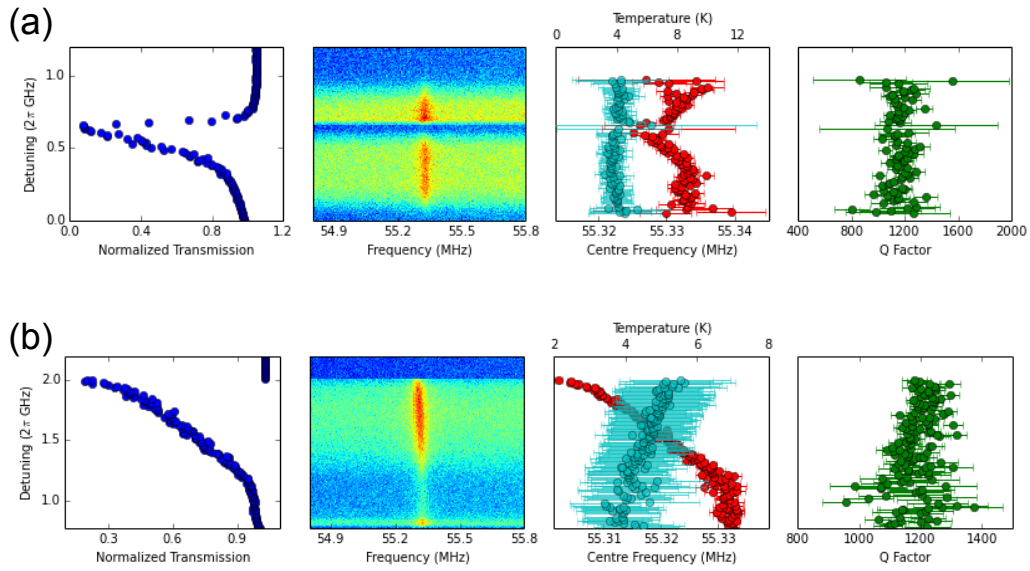 (a)
Temperature (K)
0 4 8 12
Detuning (2π GHz)
1.0
0.5
0.0
0.0 0.4 0.8 1.2
Normalized Transmission
54.9 55.2 55.5 55.8
Frequency (MHz)
55.32 55.33 55.34
Centre Frequency (MHz)
400 800 1200 1600 2000
Q Factor
(b)
Temperature (K)
2 3 4 5 6 7 8
Detuning (2π GHz)
2.0
1.5
1.0
0.3 0.6 0.9
Normalized Transmission
54.9 55.2 55.5 55.8
Frequency (MHz)
55.31 55.32 55.33
Centre Frequency (MHz)
800 1000 1200 1400
Q Factor